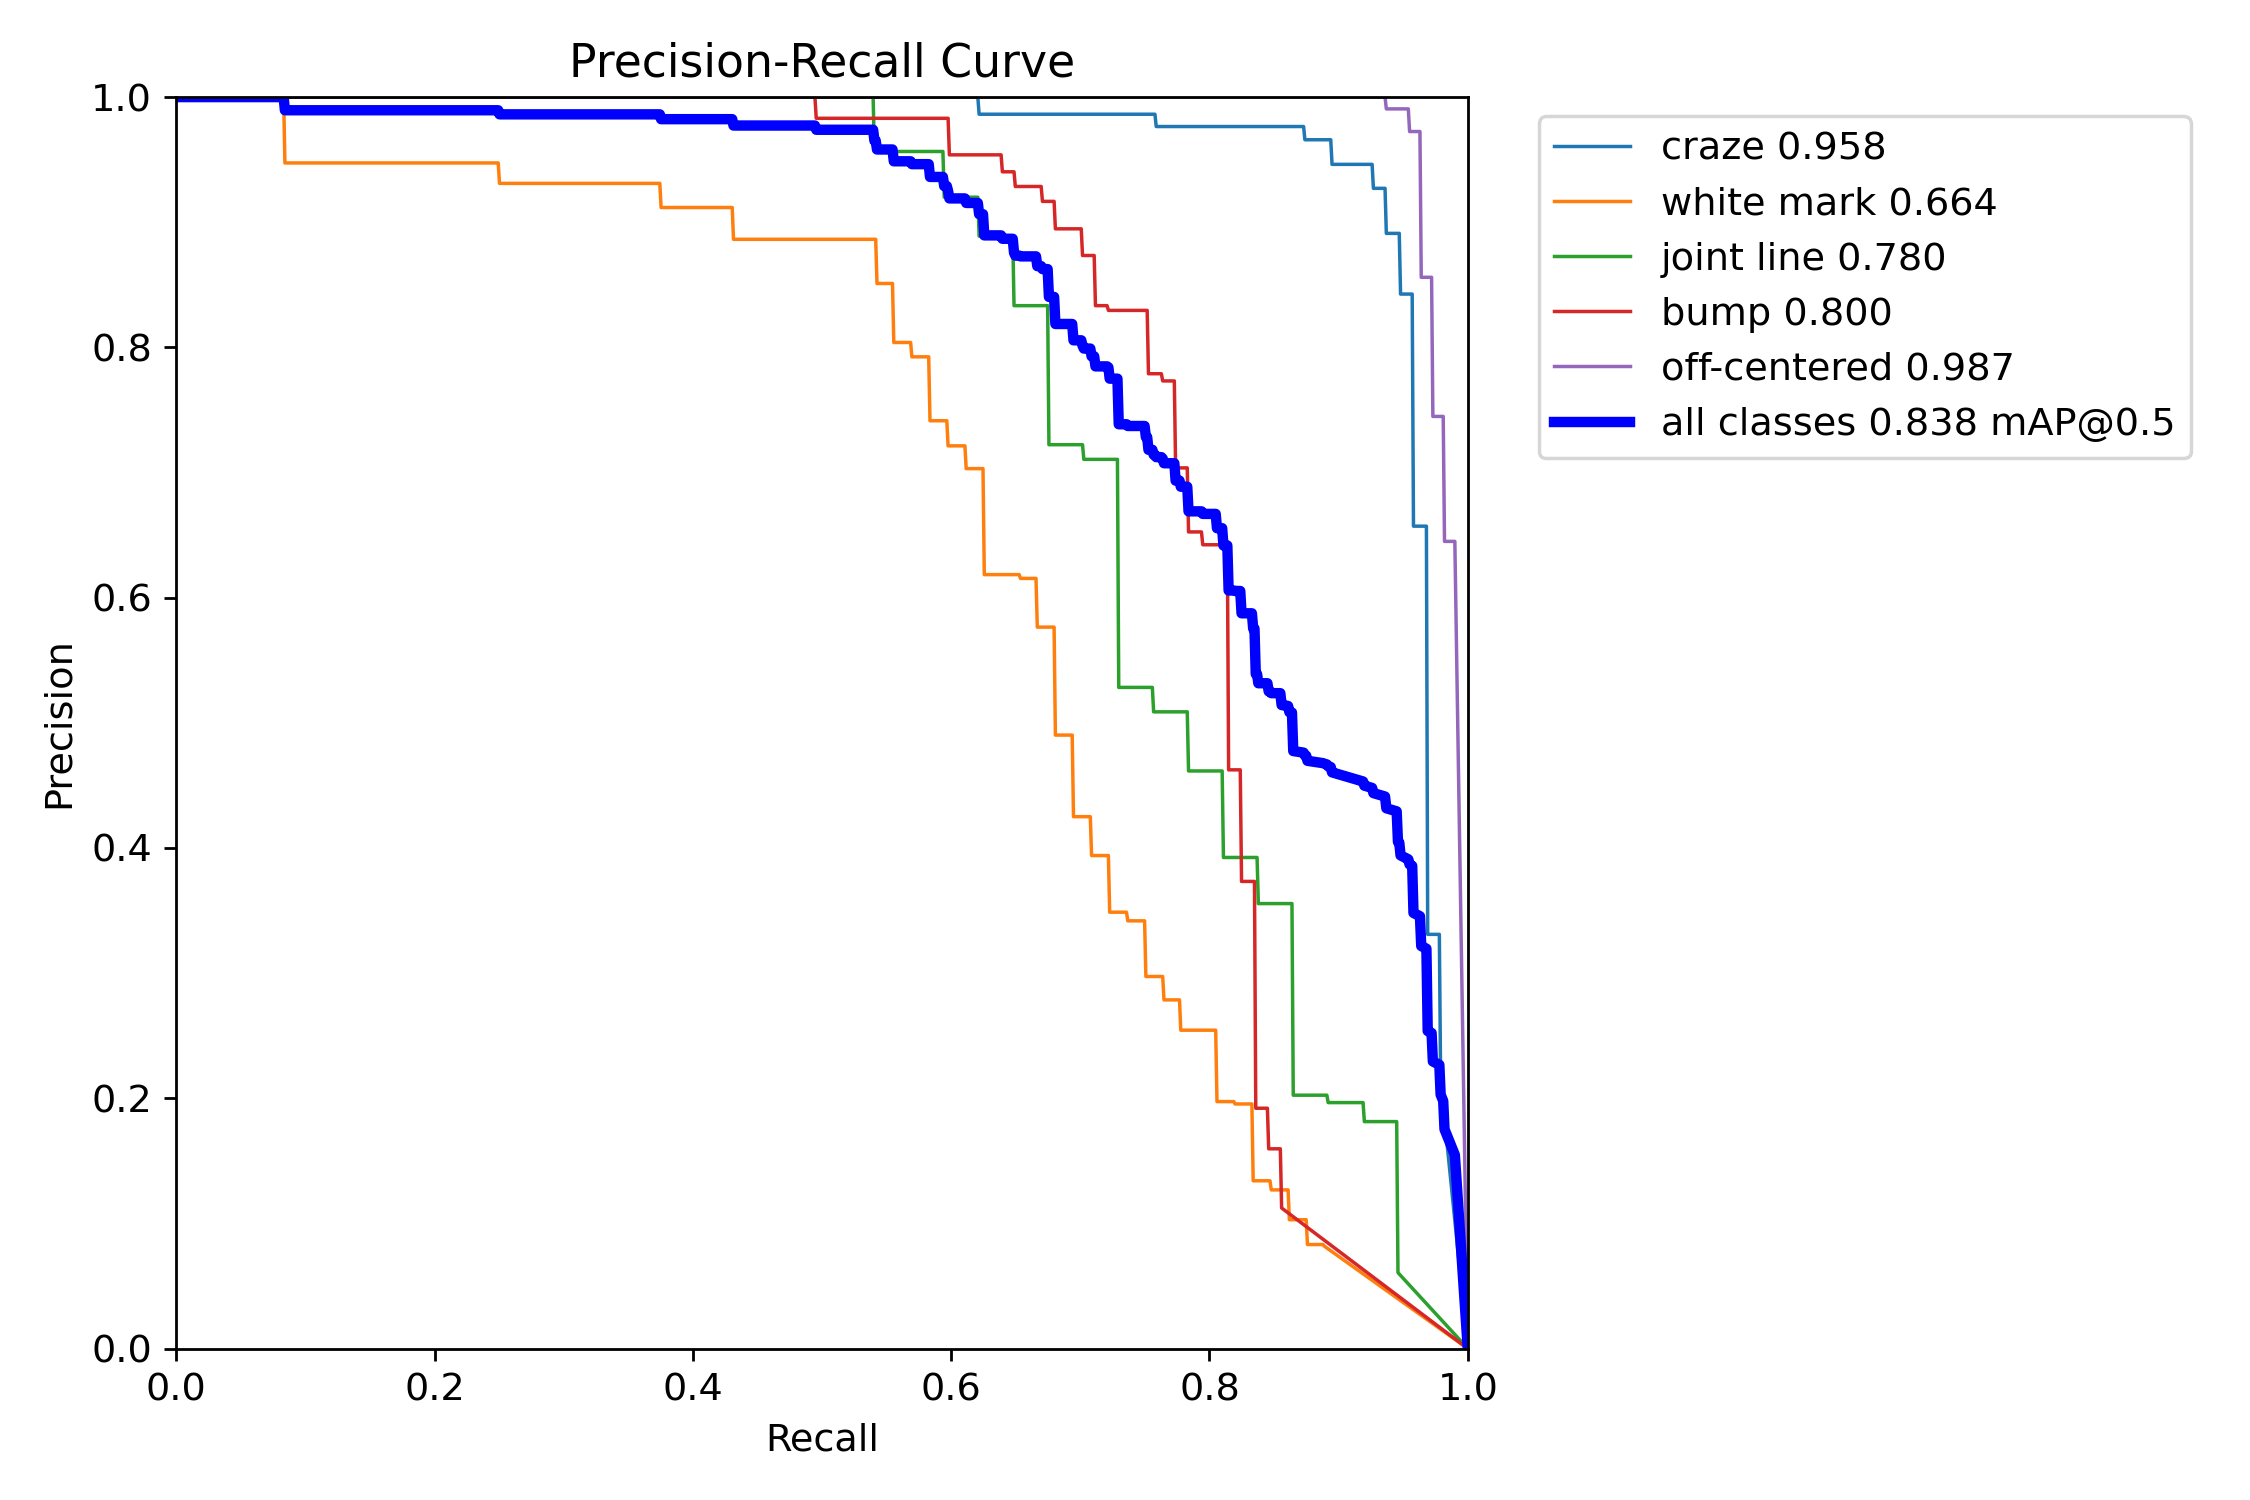 Precision-Recall Curve
1.0
0.8
0.6
0.4
0.2
0.0
Precision
0.0 0.2 0.4 0.6 0.8 1.0
Recall
craze 0.958
white mark 0.664
joint line 0.780
bump 0.800
off-centered 0.987
all classes 0.838 mAP@0.5